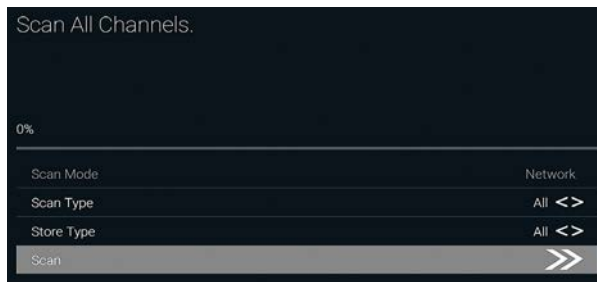 Scan All Channels.
0%
Scan Mode Network
Scan Type All <>
Store Type All <>
Scan